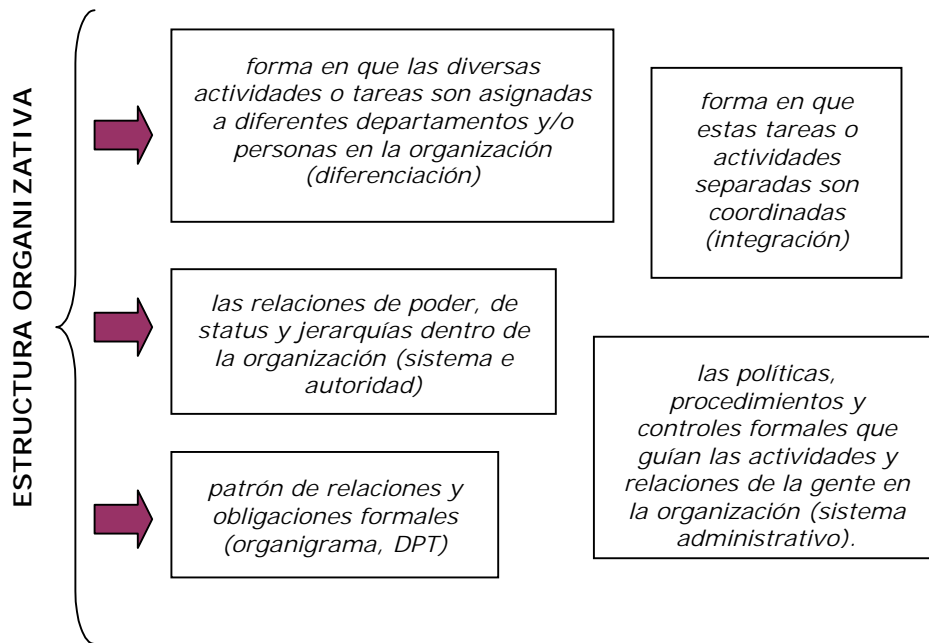 ESTRUCTURA ORGANIZATIVA
forma en que las diversas
actividades o tareas son asignadas
a diferentes departamentos y/o
personas en la organización
(diferenciación)
forma en que
estas tareas o
actividades
separadas son
coordinadas
(integración)
las relaciones de poder, de
status y jerarquías dentro de
la organización (sistema e
autoridad)
las políticas,
procedimientos y
controles formales que
guían las actividades y
relaciones de la gente en
la organización (sistema
administrativo).
patrón de relaciones y
obligaciones formales
(organigrama, DPT)